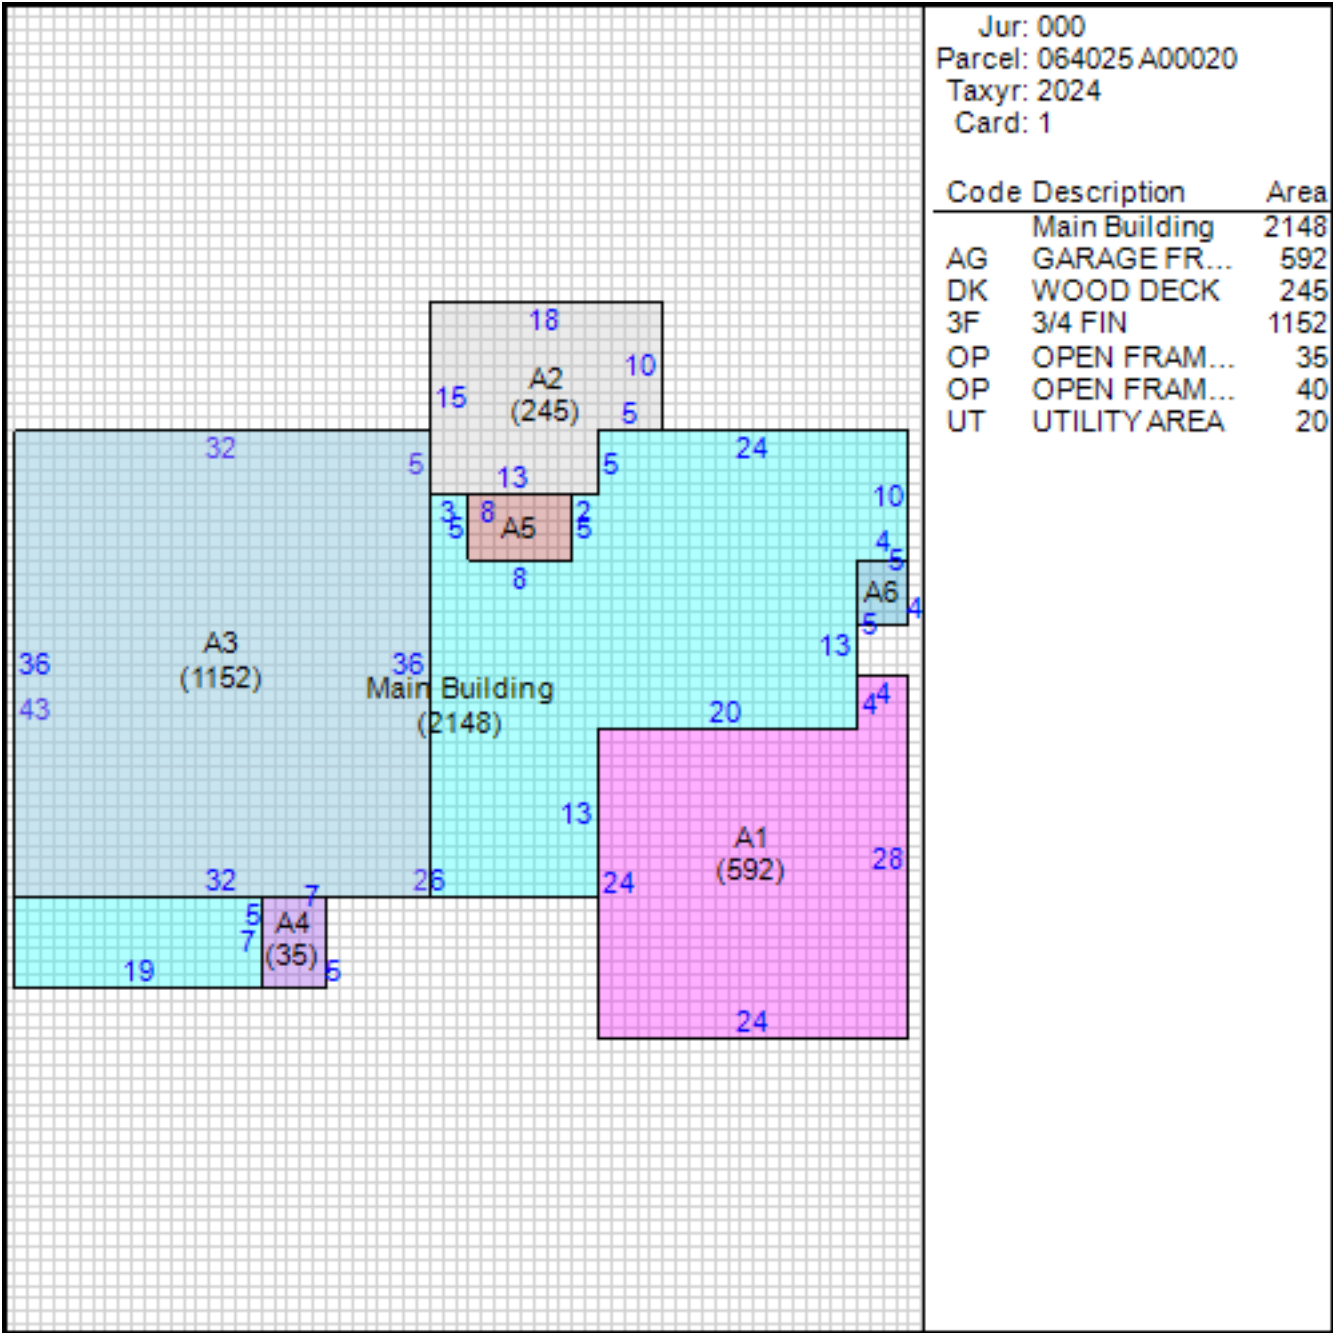 Jur: 000
Parcel: 064025 A00020
Taxyr: 2024
Card: 1
Code Description Area
Main Building 2148
AG GARAGE FR... 592
DK WOOD DECK 245
3F 3/4 FIN 1152
OP OPEN FRAM... 35
OP OPEN FRAM... 40
UT UTILITY AREA 20
18
10
A2
15
(245)
5
32
5
13
5
24
10
3
8
2
5
A5
5
4
5
8
A6
4
5
A3
13
36
(1152)
36
Main Building
4
4
43
(2148)
20
13
A1
(592)
28
32
26
24
7
5
A4
7
(35)
19
5
24